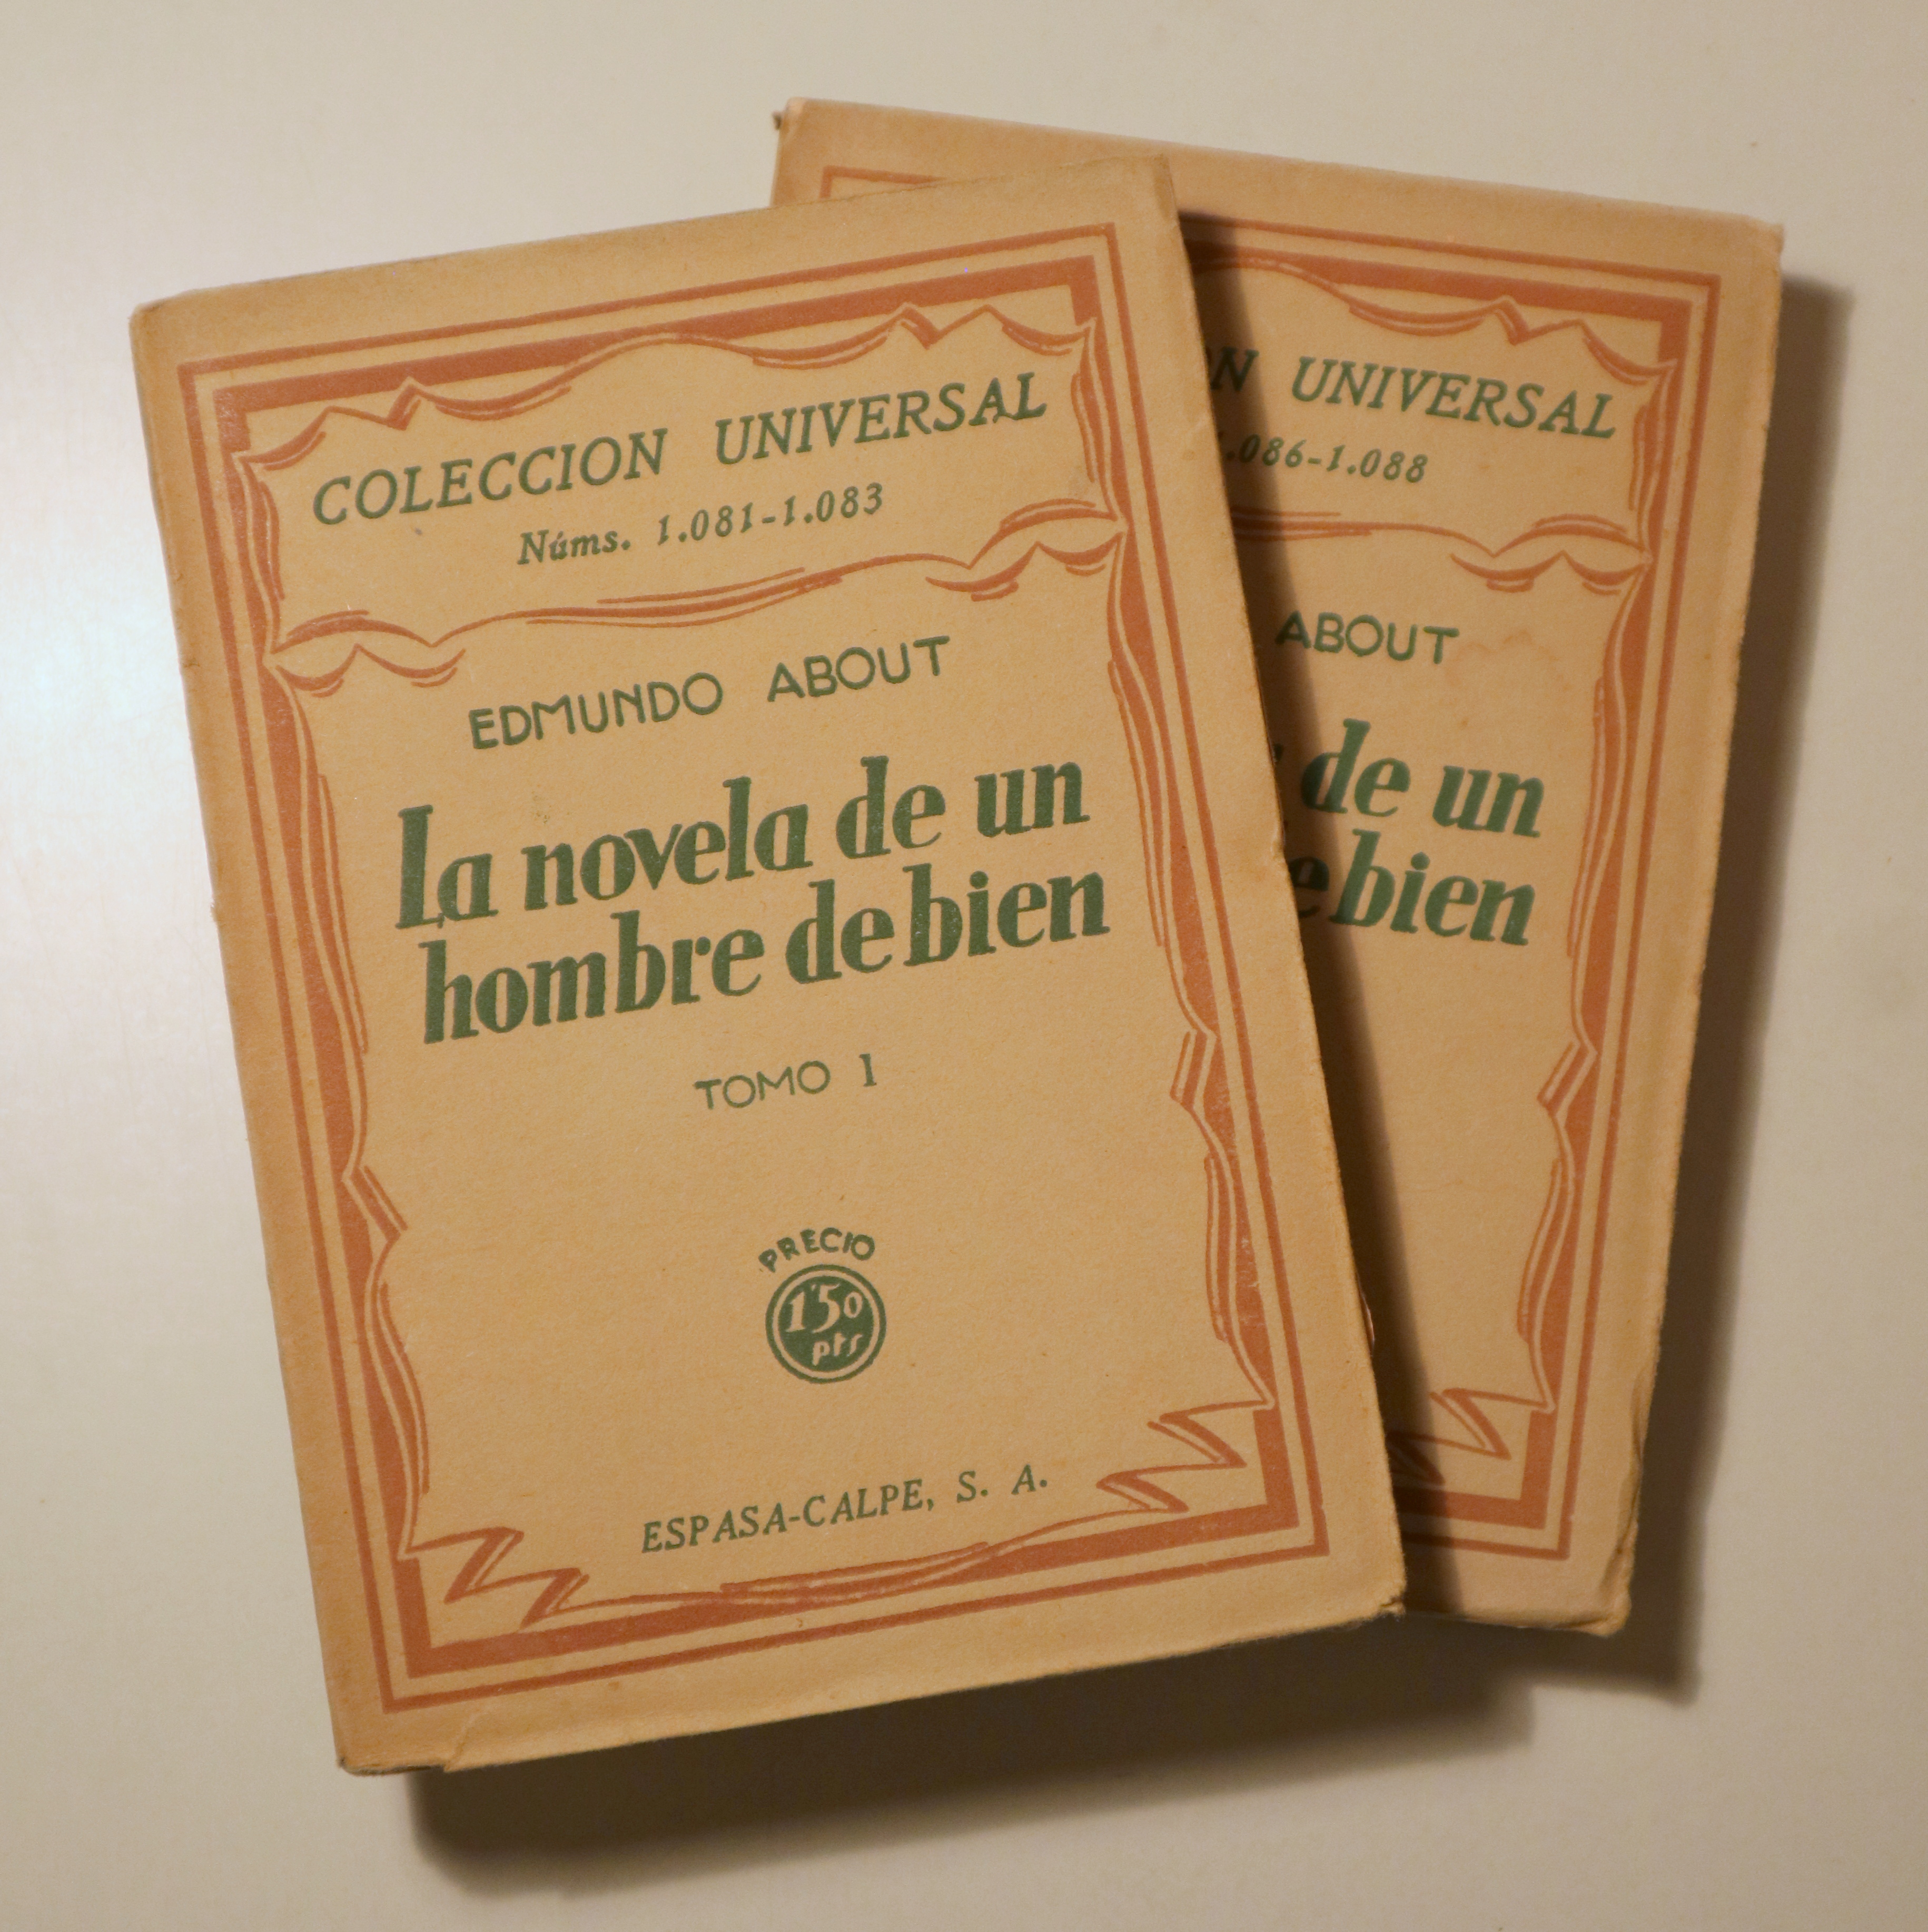 COLECCION UNIVERSAL
Núms. 1.081-1.083
EDMUNDO ABOUT
La novela de un
hombre de bien
TOMO 1
PRECIO
1'50
pts
ESPASA-CALPE, S. A.
UNIVERSAL
1.086-1.088
ABOUT
de un
bien